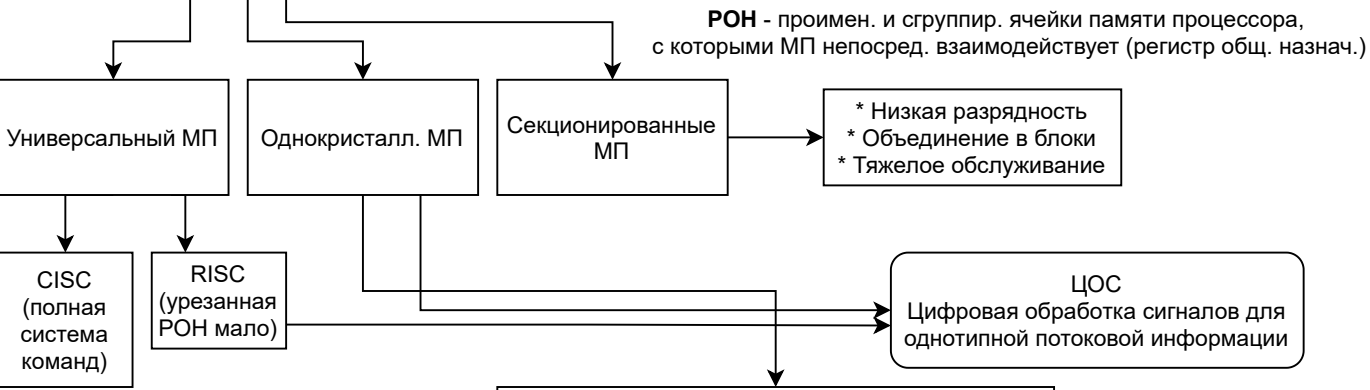 РОН - проимен. и сгруппир. ячейки памяти процессора,
с которыми МП непосред. взаимодействует (регистр общ. назнач.)
Универсальный МП
Однокристалл. МП
Секционированные
МП
* Низкая разрядность
* Объединение в блоки
* Тяжелое обслуживание
CISC
(полная
система
команд)
RISC
(урезанная
РОН мало)
ЦОС
Цифровая обработка сигналов для
однотипной потоковой информации